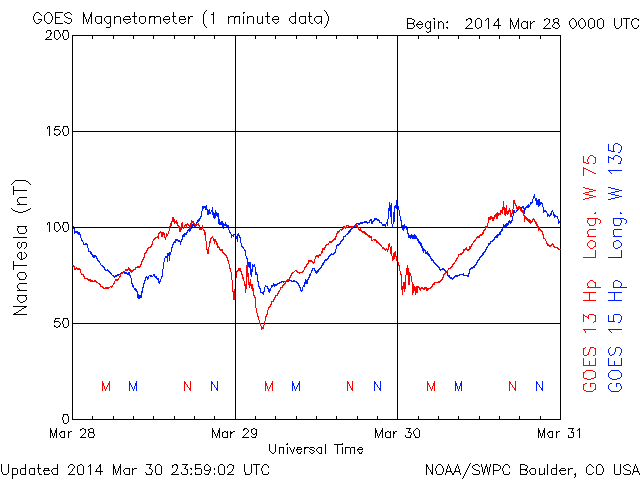 GOES Magnetometer (1 minute data)
Begin: 2014 Mar 28 0000 UTC
200
150
100
50
0
NanoTesla (nT)
M M N N M M N N M M N N
Mar 28 Mar 29 Mar 30 Mar 31
Universal Time
GOES 13 Hp Long. W 75
GOES 15 Hp Long. W 135
Updated 2014 Mar 30 23:59:02 UTC
NOAA/SWPC Boulder, CO USA